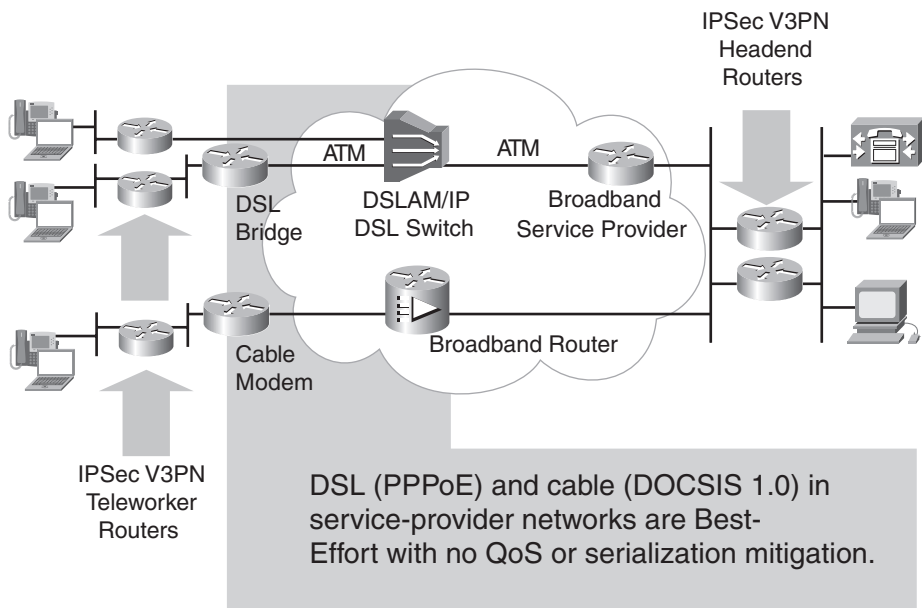 IPSec V3PN
Headend
Routers
ATM
ATM
DSL
Bridge
DSLAM/IP
DSL Switch
Broadband
Service Provider
Cable
Modem
Broadband Router
IPSec V3PN
Teleworker
Routers
DSL (PPPoE) and cable (DOCSIS 1.0) in
service-provider networks are Best-
Effort with no QoS or serialization mitigation.